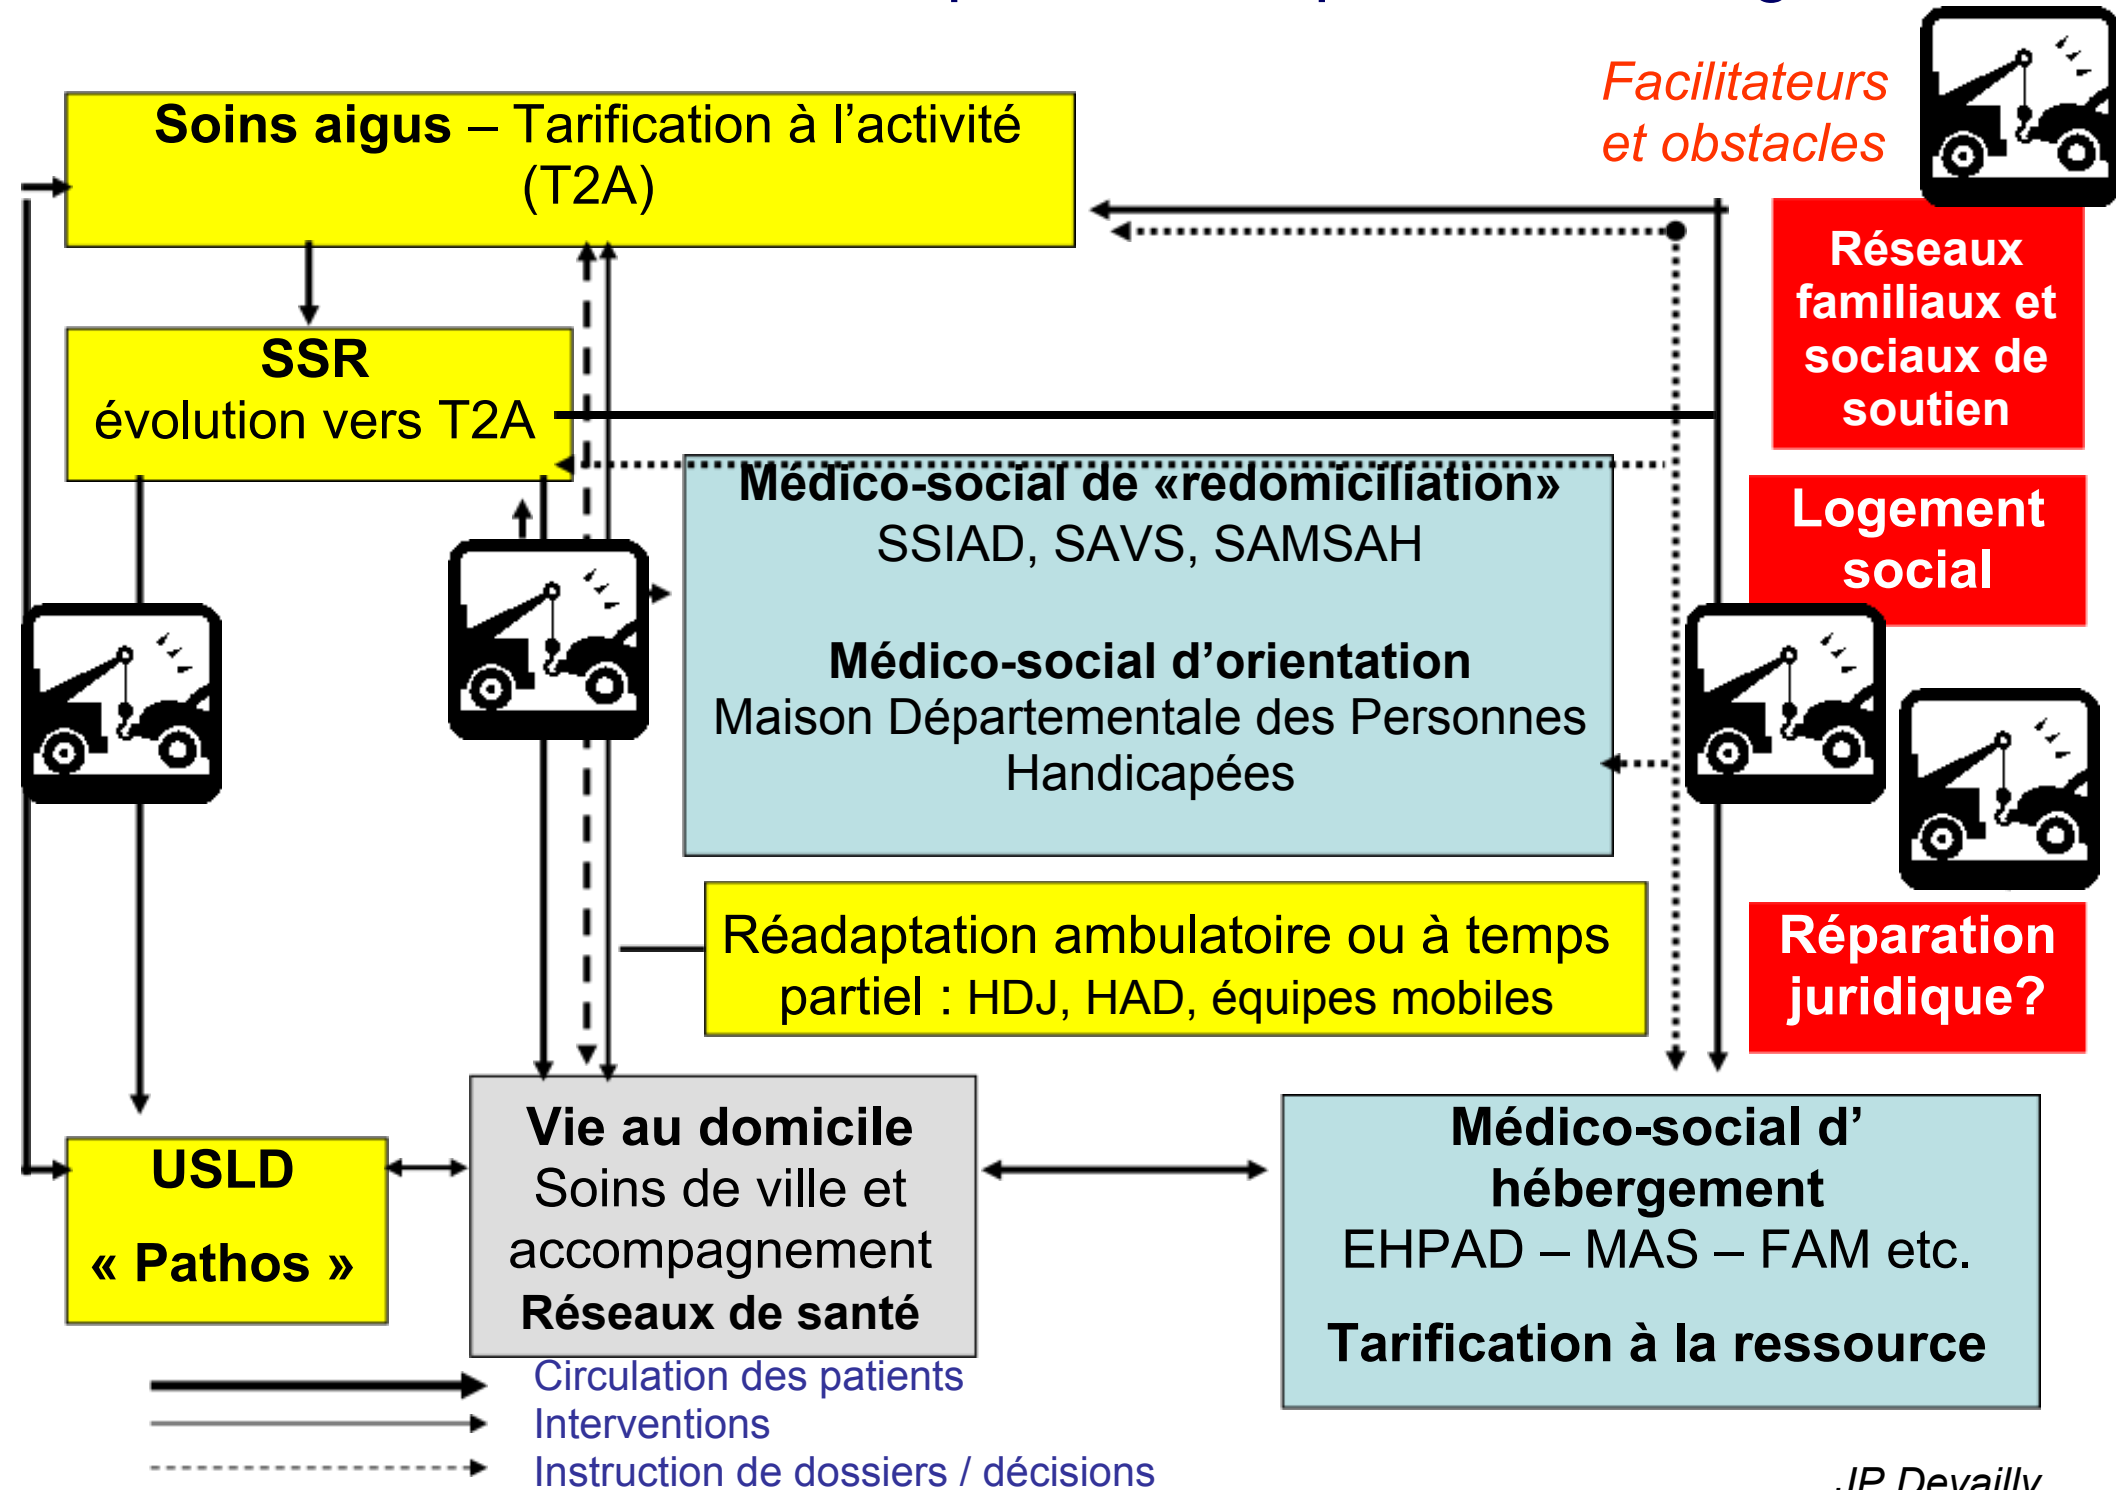 Facilitateurs
et obstacles
Soins aigus – Tarification à l’activité
(T2A)
Réseaux
familiaux et
sociaux de
soutien
SSR
évolution vers T2A
Médico-social de «redomiciliation»
SSIAD, SAVS, SAMSAH
Logement
social
Médico-social d’orientation
Maison Départementale des Personnes
Handicapées
Réadaptation ambulatoire ou à temps
partiel : HDJ, HAD, équipes mobiles
Réparation
juridique?
USLD
« Pathos »
Vie au domicile
Soins de ville et
accompagnement
Réseaux de santé
Médico-social d’
hébergement
EHPAD – MAS – FAM etc.
Tarification à la ressource
Circulation des patients
Interventions
Instruction de dossiers / décisions
JP Devailly